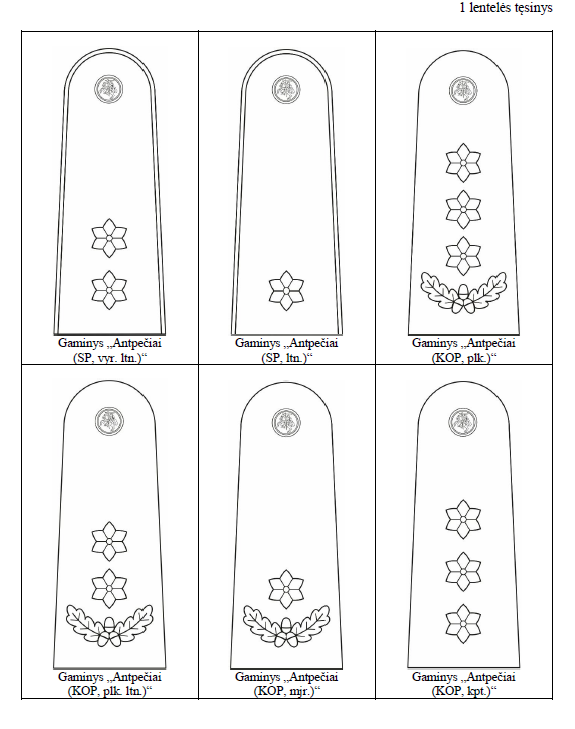 1 lentelės tęsinys
Gaminys „Antpečiai
(SP, vyr. ltn.)“
Gaminys „Antpečiai
(SP, ltn.)“
Gaminys „Antpečiai
(KOP, plk.)“
Gaminys „Antpečiai
(KOP, plk. ltn.)“
Gaminys „Antpečiai
(KOP, mjr.)“
Gaminys „Antpečiai
(KOP, kpt.)“